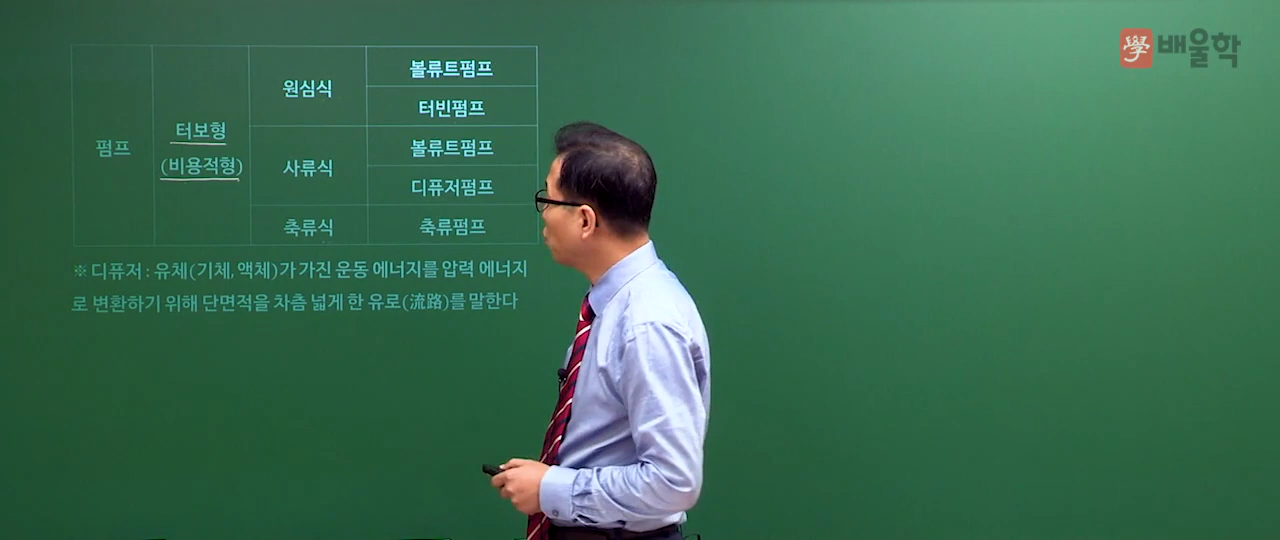 學 배울학
펌프
터보형
(비용적형)
원심식
볼류트펌프
터빈펌프
사류식
볼류트펌프
디퓨저펌프
축류식
축류펌프
※ 디퓨저 : 유체(기체, 액체)가 가진 운동 에너지를 압력 에너지
로 변환하기 위해 단면적을 차츰 넓게 한 유로(流路)를 말한다